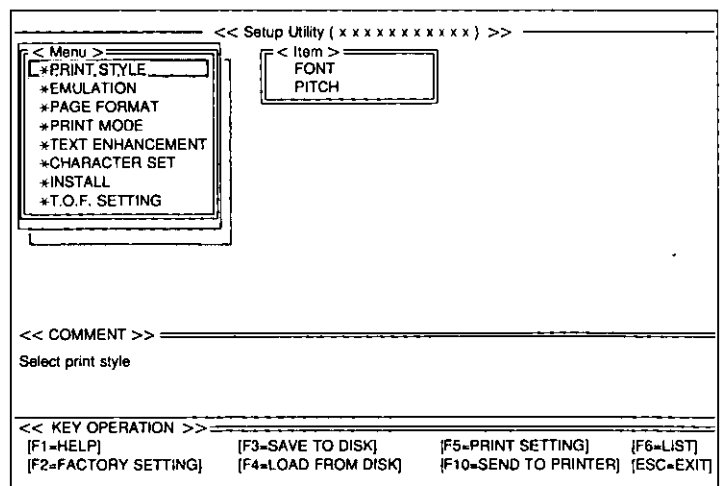 << Setup Utility ( x x x x x x x x x x x ) >>
< Menu >
*PRINT STYLE
*EMULATION
*PAGE FORMAT
*PRINT MODE
*TEXT ENHANCEMENT
*CHARACTER SET
*INSTALL
*T.O.F. SETTING
< Item >
FONT
PITCH
<< COMMENT >>
Select print style
<< KEY OPERATION >>
[F1=HELP] [F3=SAVE TO DISK] [F5=PRINT SETTING] [F6=LIST]
[F2=FACTORY SETTING] [F4=LOAD FROM DISK] [F10=SEND TO PRINTER] [ESC=EXIT]